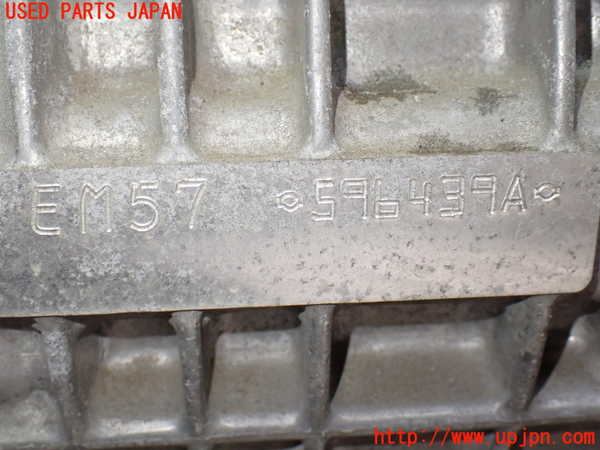 USED PARTS JAPAN
EM57 596439A
http://www.upjpn.com